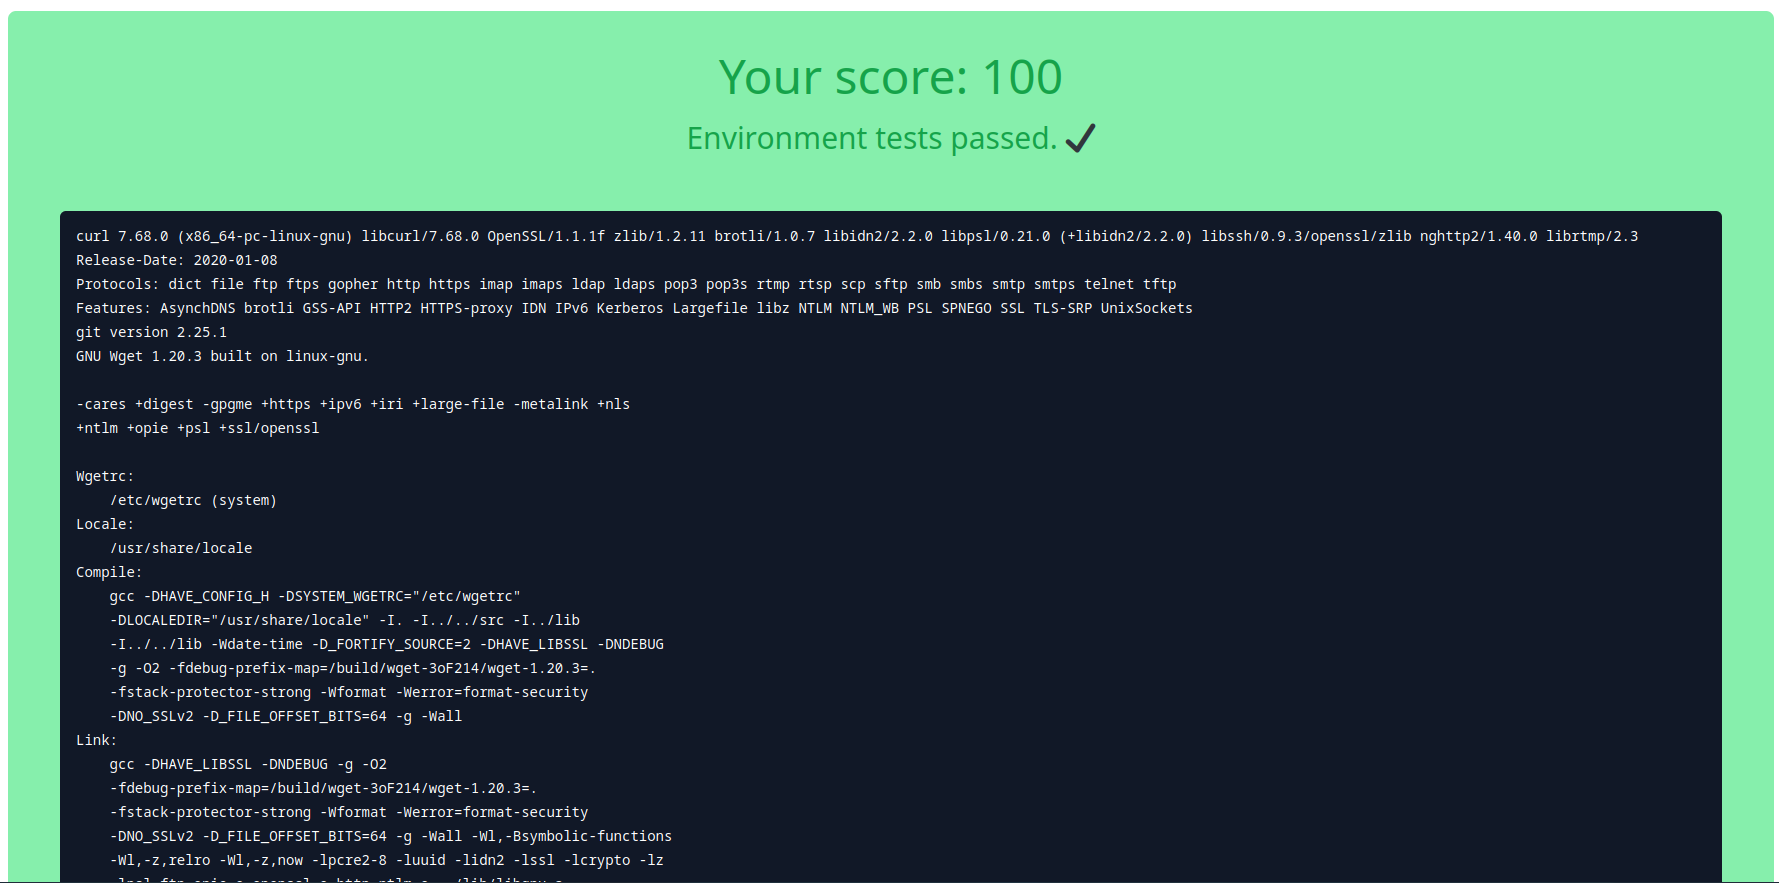 Your score: 100
Environment tests passed. ✔
curl 7.68.0 (x86_64-pc-linux-gnu) libcurl/7.68.0 OpenSSL/1.1.1f zlib/1.2.11 brotli/1.0.7 libidn2/2.2.0 libpsl/0.21.0 (+libidn2/2.2.0) libssh/0.9.3/openssl/zlib nghttp2/1.40.0 librtmp/2.3
Release-Date: 2020-01-08
Protocols: dict file ftp ftps gopher http https imap imaps ldap ldaps pop3 pop3s rtmp rtsp scp sftp smb smbs smtp smtps telnet tftp
Features: AsynchDNS brotli GSS-API HTTP2 HTTPS-proxy IDN IPv6 Kerberos Largefile libz NTLM NTLM_WB PSL SPNEGO SSL TLS-SRP UnixSockets
git version 2.25.1
GNU Wget 1.20.3 built on linux-gnu.
-cares +digest -gpgme +https +ipv6 +iri +large-file -metalink +nls
+ntlm +opie +psl +ssl/openssl
Wgetrc:
/etc/wgetrc (system)
Locale:
/usr/share/locale
Compile:
gcc -DHAVE_CONFIG_H -DSYSTEM_WGETRC="/etc/wgetrc"
-DLOCALEDIR="/usr/share/locale" -I. -I../../src -I../lib
-I../../lib -Wdate-time -D_FORTIFY_SOURCE=2 -DHAVE_LIBSSL -DNDEBUG
-g -O2 -fdebug-prefix-map=/build/wget-3oF214/wget-1.20.3=.
-fstack-protector-strong -Wformat -Werror=format-security
-DNO_SSLv2 -D_FILE_OFFSET_BITS=64 -g -Wall
Link:
gcc -DHAVE_LIBSSL -DNDEBUG -g -O2
-fdebug-prefix-map=/build/wget-3oF214/wget-1.20.3=.
-fstack-protector-strong -Wformat -Werror=format-security
-DNO_SSLv2 -D_FILE_OFFSET_BITS=64 -g -Wall -Wl,-Bsymbolic-functions
-Wl,-z,relro -Wl,-z,now -lpcre2-8 -luuid -lidn2 -lssl -lcrypto -lz